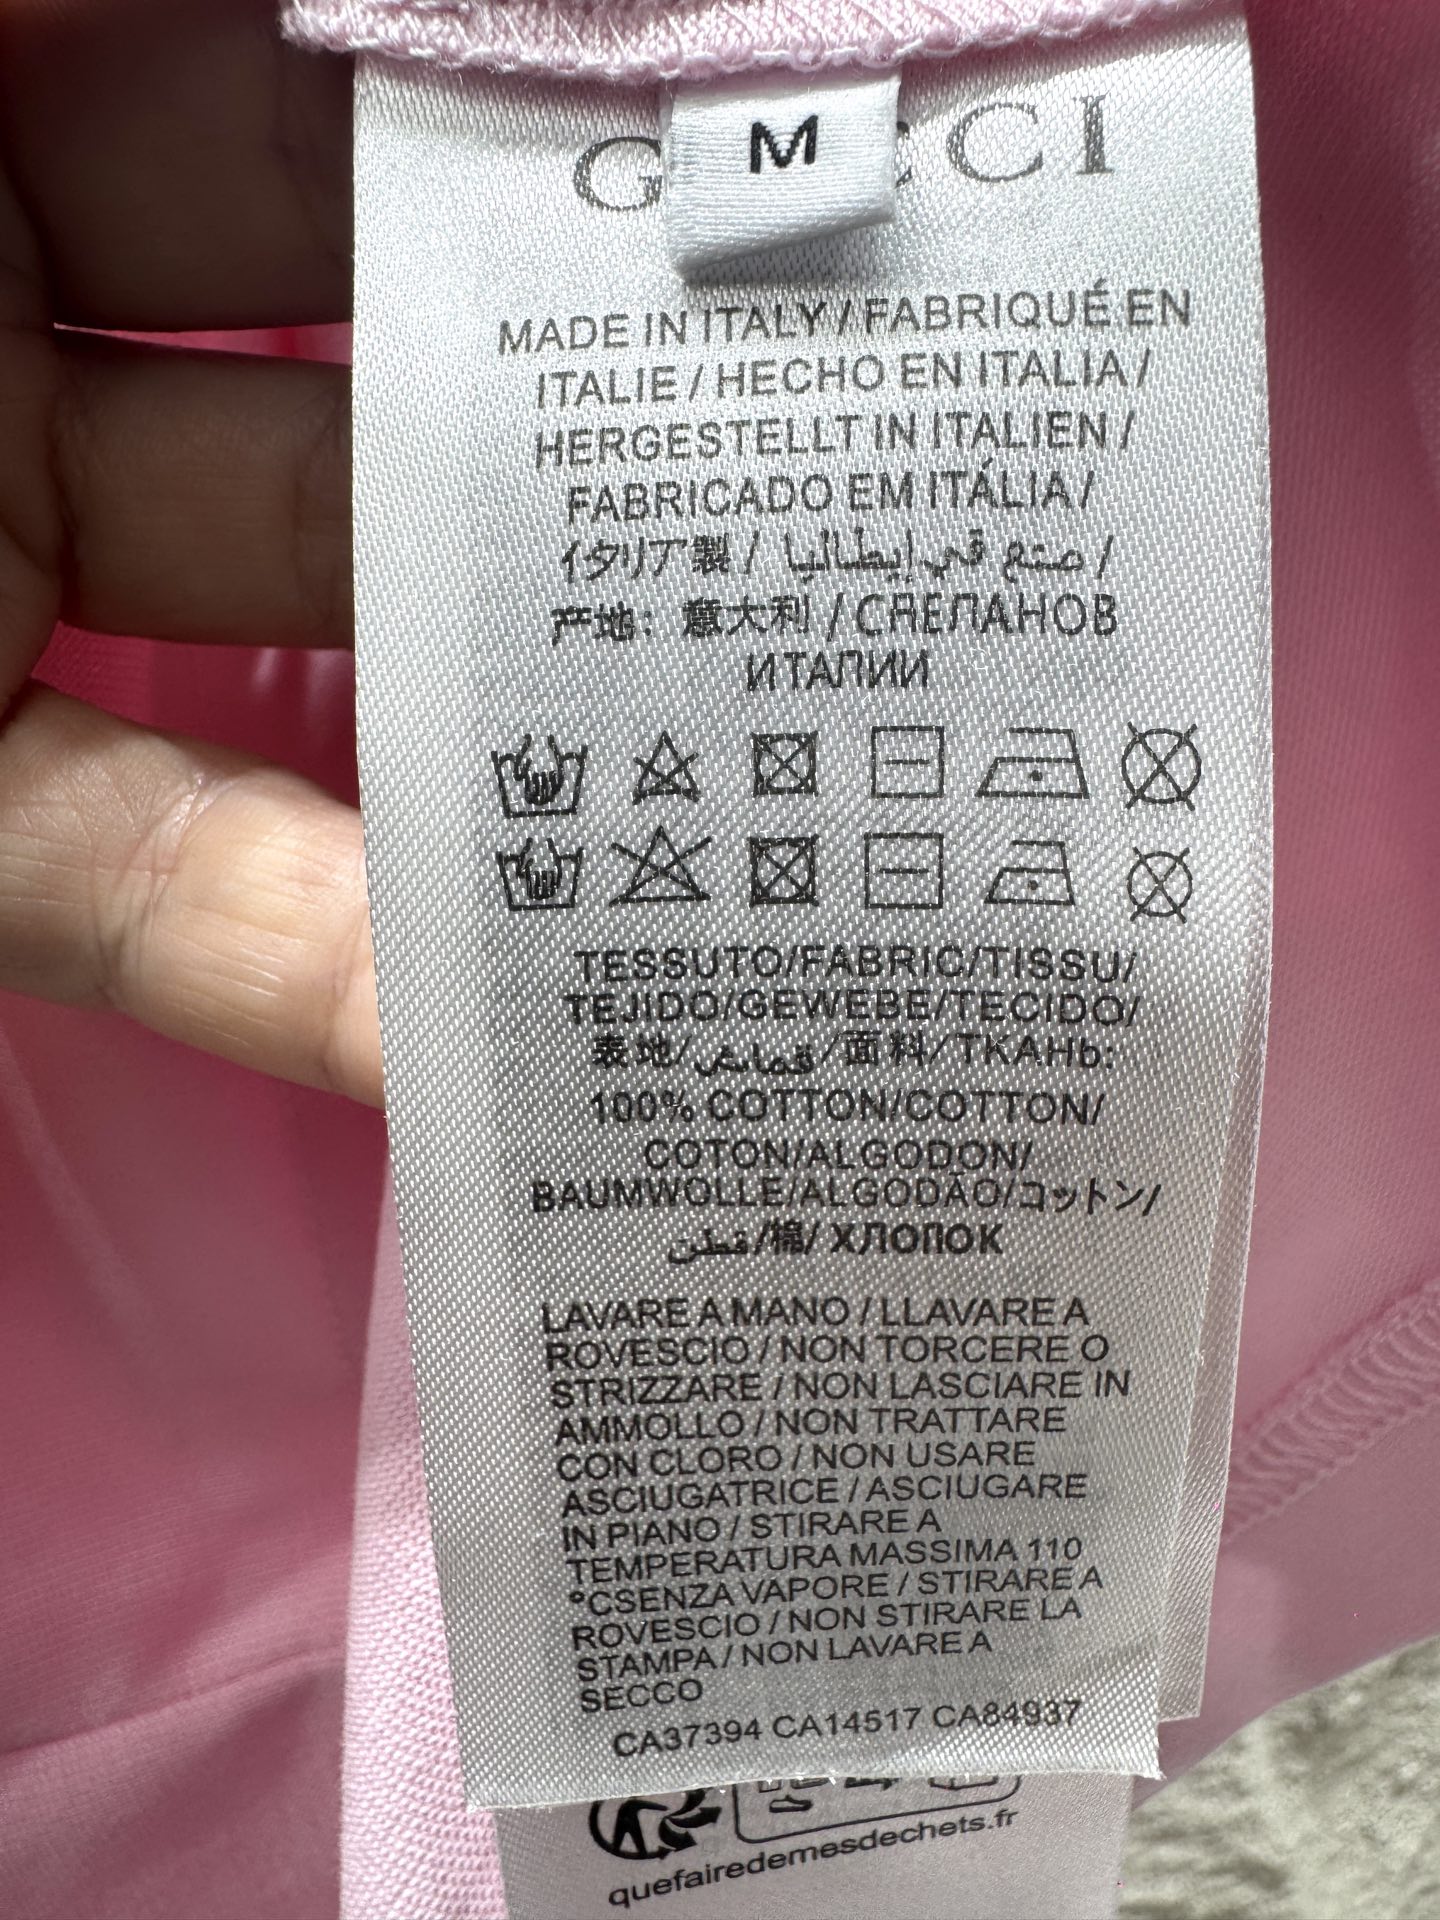 M
G CCI
MADE IN ITALY / FABRIQUÉ EN
ITALIE / HECHO EN ITALIA /
HERGESTELLT IN ITALIEN /
FABRICADO EM ITÁLIA /
イタリア製 / صنع في إيطاليا /
产地: 意大利 / СЯЕПАНОВ
ИТАПИИ
TESSUTO/FABRIC/TISSU/
TEJIDO/GEWEBE/TECIDO/
表地/قماش/面料/TKAHb:
100% COTTON/COTTON/
COTON/ALGODON/
BAUMWOLLE/ALGODÃO/コットン/
قطن/棉/ ХЛОПОК
LAVARE A MANO / LLAVARE A
ROVESCIO / NON TORCERE O
STRIZZARE / NON LASCIARE IN
AMMOLLO / NON TRATTARE
CON CLORO / NON USARE
ASCIUGATRICE / ASCIUGARE
IN PIANO / STIRARE A
TEMPERATURA MASSIMA 110
°CSENZA VAPORE / STIRARE A
ROVESCIO / NON STIRARE LA
STAMPA / NON LAVARE A
SECCO
CA37394 CA14517 CA84937
quefairedemesdechets.fr